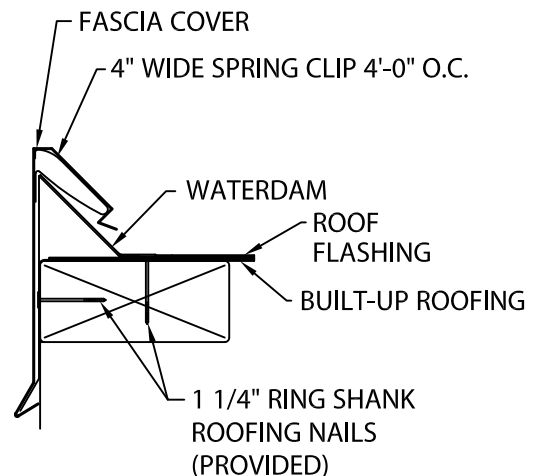 FASCIA COVER
4" WIDE SPRING CLIP 4'-0" O.C.
WATERDAM
ROOF
FLASHING
BUILT-UP ROOFING
1 1/4" RING SHANK
ROOFING NAILS
(PROVIDED)